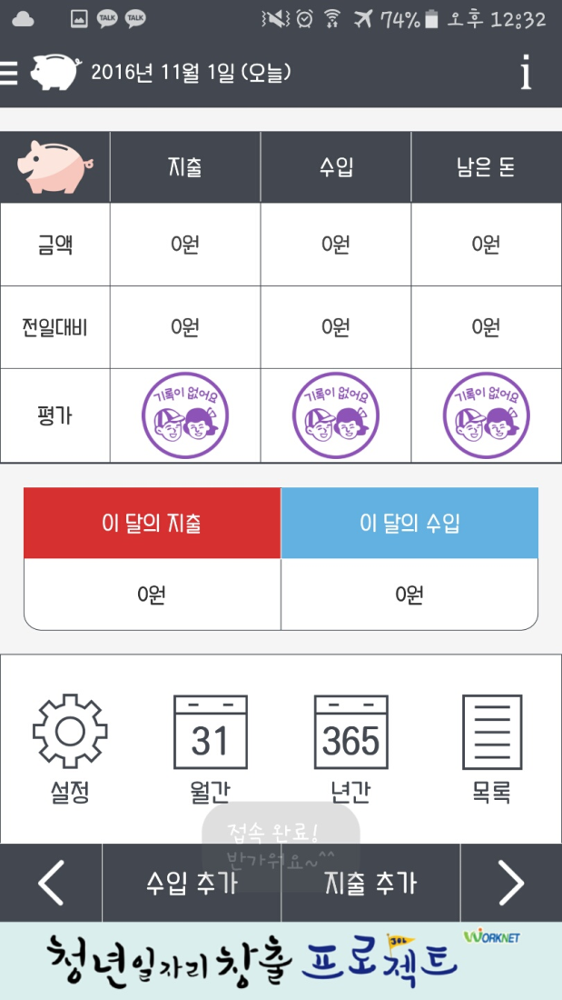 TALK TALK 74% 오후 12:32
2016년 11월 1일 (오늘) i
지출 수입 남은 돈
금액 0원 0원 0원
전일대비 0원 0원 0원
기록이 없어요 기록이 없어요 기록이 없어요
평가
이 달의 지출 이 달의 수입
0원 0원
31 365
설정 월간 년간 목록
접속 완료!
반가워요~^^
수입 추가 지출 추가
WORKNET
청년일자리창출 프로젝트
JOB